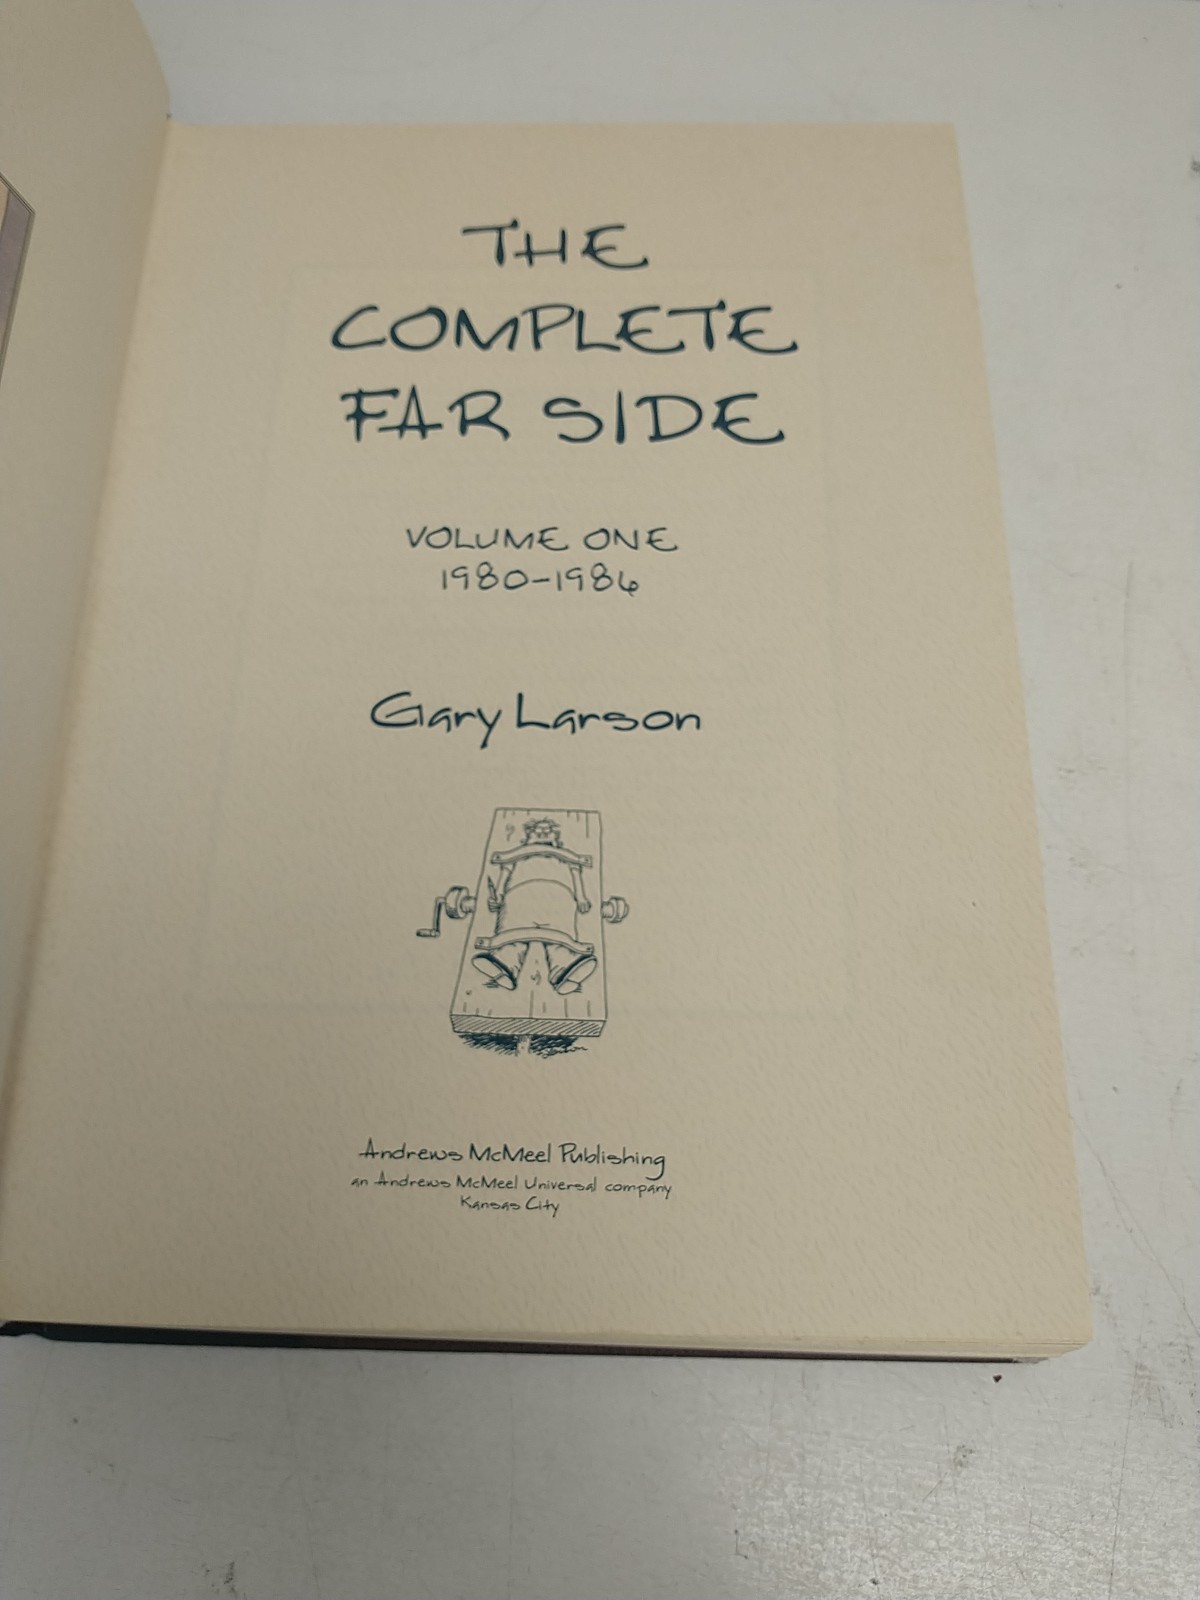 THE
COMPLETE
FAR SIDE
VOLUME ONE
1980-1986
Gary Larson
Andrews McMeel Publishing
an Andrews McMeel Universal company
Kansas City